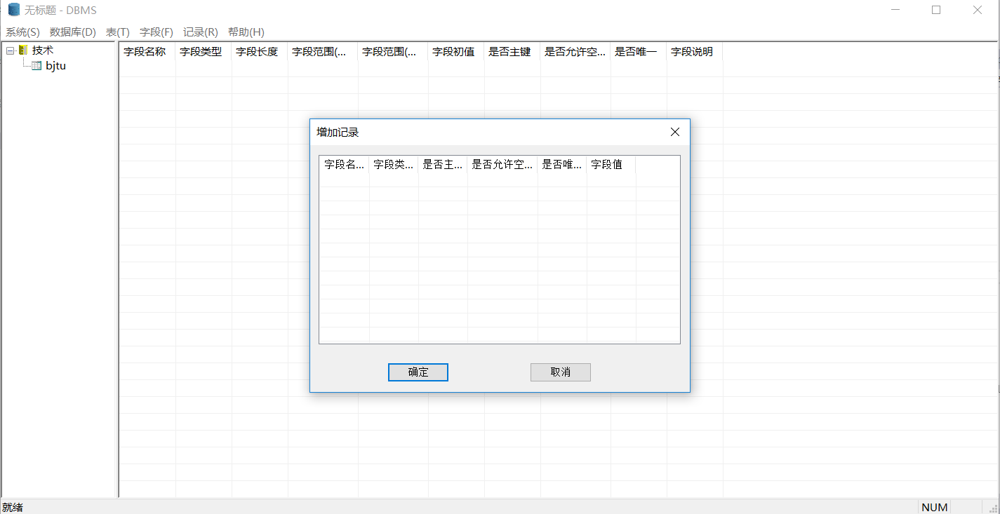 无标题 - DBMS
系统(S) 数据库(D) 表(T) 字段(F) 记录(R) 帮助(H)
技术
bjtu
字段名称 字段类型 字段长度 字段范围(... 字段范围(... 字段初值 是否主键 是否允许空... 是否唯一 字段说明
增加记录
字段名... 字段类... 是否主... 是否允许空... 是否唯... 字段值
确定 取消
就绪 NUM